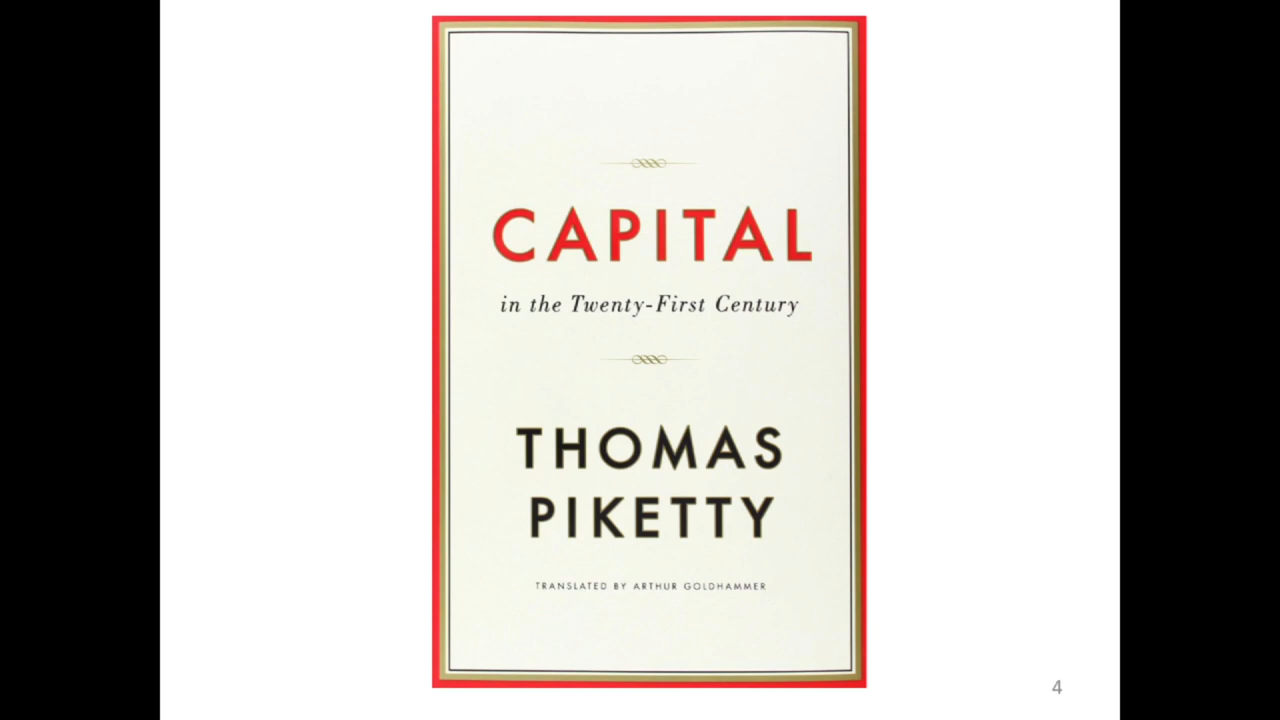 CAPITAL
in the Twenty-First Century
THOMAS
PIKETTY
TRANSLATED BY ARTHUR GOLDHAMMER
4